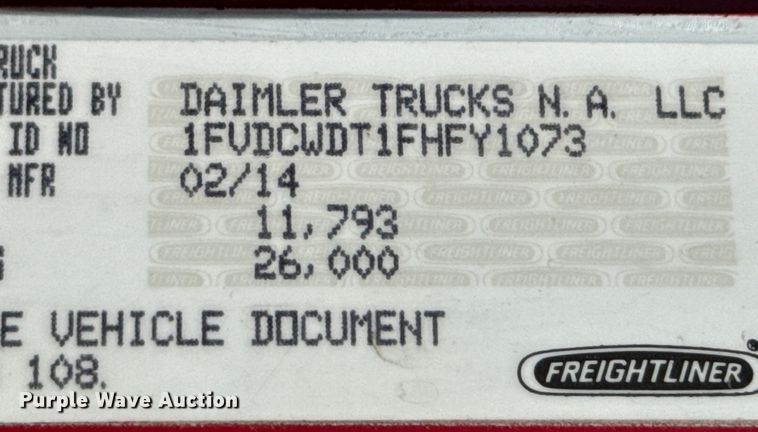 RUCK
TURED BY DAIMLER TRUCKS N.A. LLC
ID NO 1FVDCWDT1FHFY1073
MFR 02/14
11,793
26,000
E VEHICLE DOCUMENT
108.
FREIGHTLINER
Purple Wave Auction